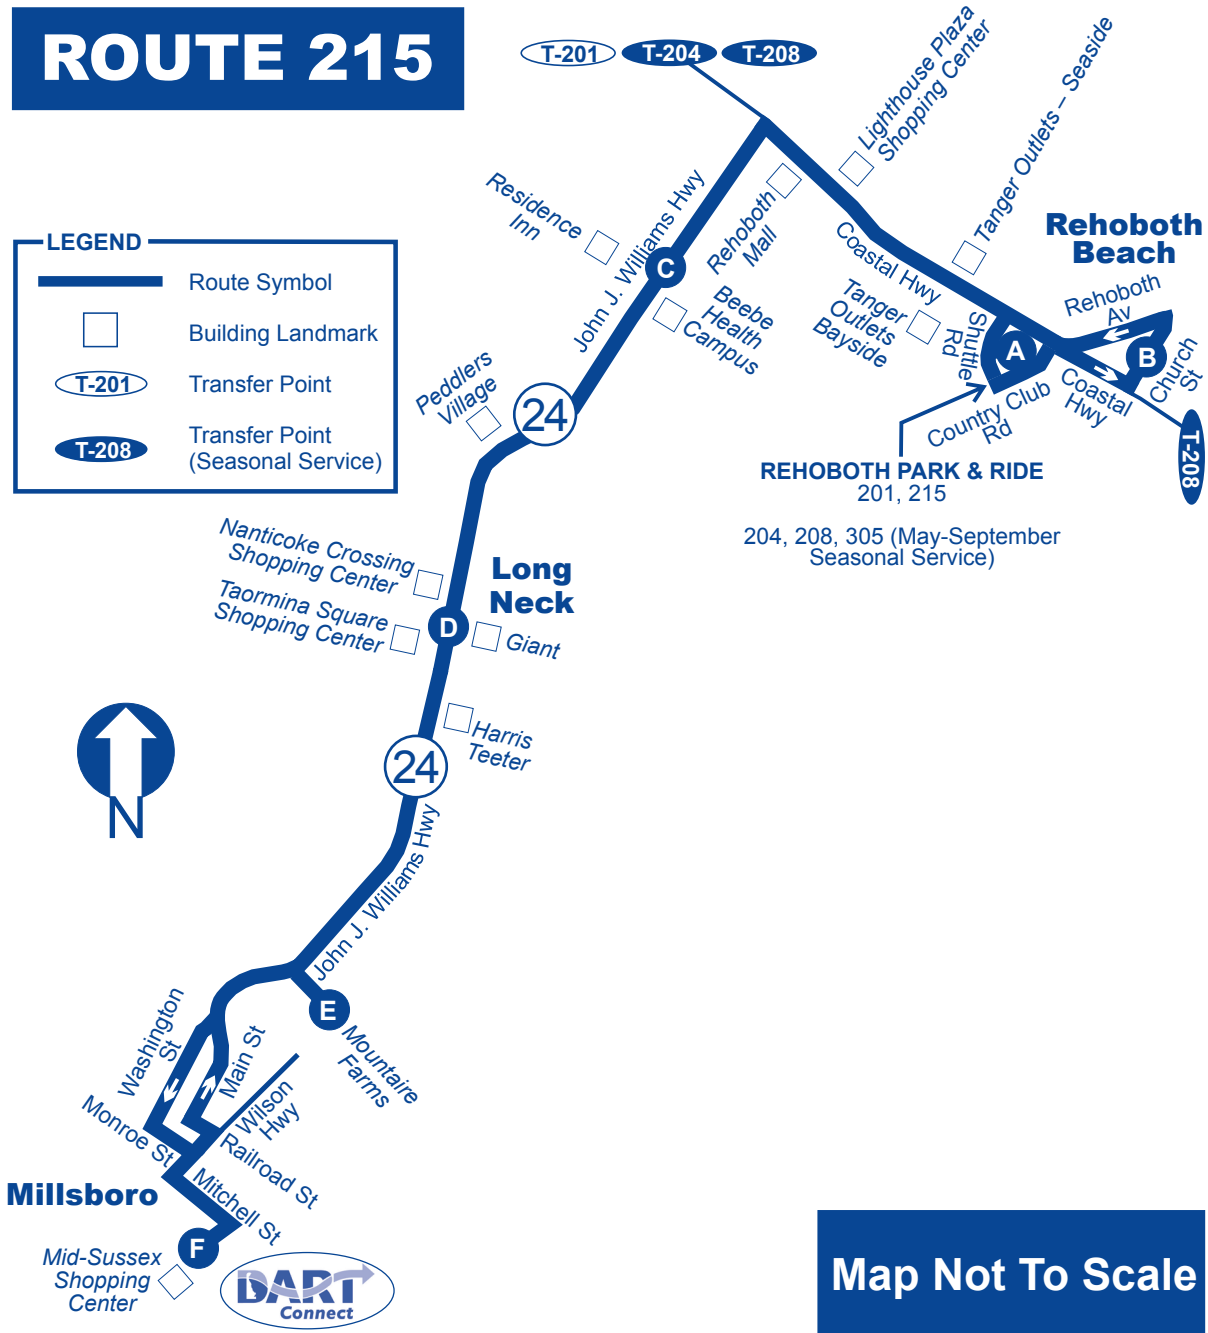 ROUTE 215
T-201
T-204
T-208
Lighthouse Plaza
Shopping Center
Tanger Outlets – Seaside
Residence
Inn
John J. Williams Hwy
C
Rehoboth
Mall
Coastal Hwy
Rehoboth
Beach
LEGEND
Route Symbol
Building Landmark
T-201
Transfer Point
T-208
Transfer Point
(Seasonal Service)
Beebe
Health
Campus
Tanger
Outlets
Bayside
Shuttle
Rd
A
Rehoboth
Av
B
Church
St
Coastal
Hwy
Country Club
Rd
T-208
Peddlers
Village
24
REHOBOTH PARK & RIDE
201, 215
204, 208, 305 (May-September
Seasonal Service)
Nanticoke Crossing
Shopping Center
Taormina Square
Shopping Center
Long
Neck
D
Giant
Harris
Teeter
24
N
John J. Williams Hwy
E
Mountaire
Farms
Washington
St
Main St
Wilson
Hwy
Monroe St
Railroad St
Mitchell St
Millsboro
F
Mid-Sussex
Shopping
Center
DART
Connect
Map Not To Scale